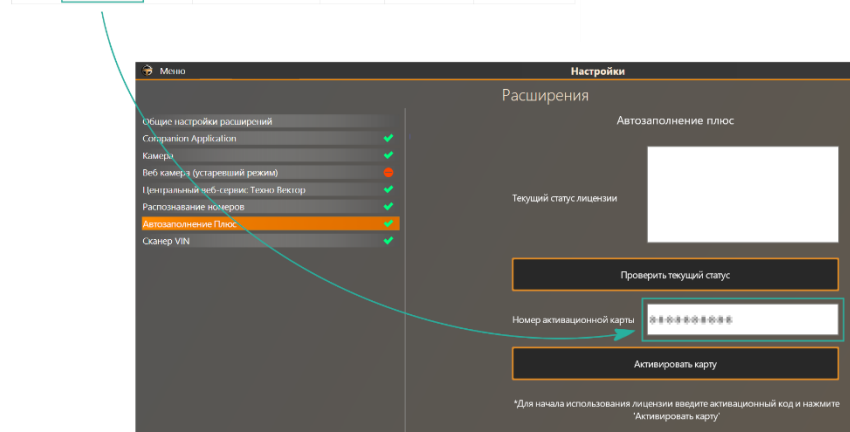 Меню
Настройки
Расширения
Общие настройки расширений
Companion Application
Камера
Веб камера (устаревший режим)
Центральный веб-сервис Техно Вектор
Распознавание номеров
Автозаполнение Плюс
Сканер VIN
Автозаполнение плюс
Текущий статус лицензии
Проверить текущий статус
Номер активационной карты
Активировать карту
*Для начала использования лицензии введите активационный код и нажмите
'Активировать карту'